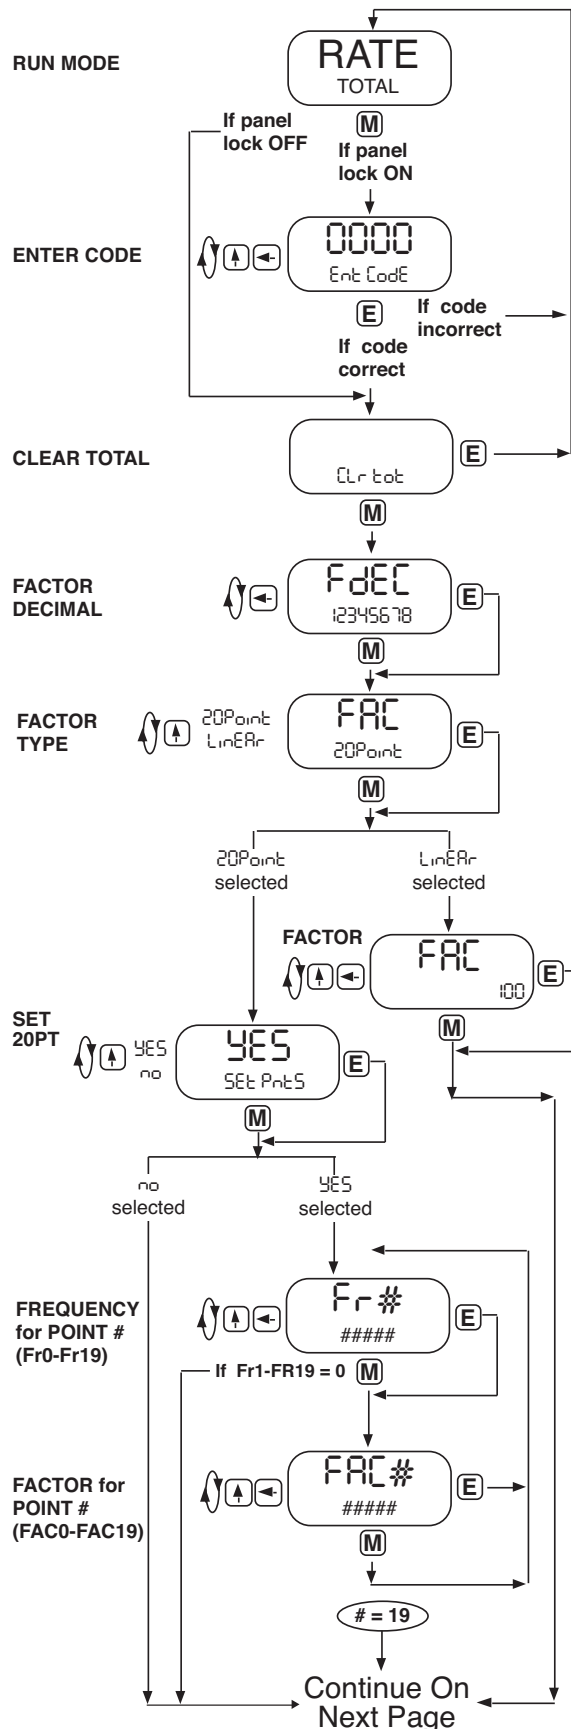 RUN MODE
RATE
TOTAL
M
If panel
lock OFF
If panel
lock ON
ENTER CODE
0000
Ent CodE
E
If code
incorrect
If code
correct
CLEAR TOTAL
CLr tot
E
M
FACTOR
DECIMAL
FdEC
12345678
E
M
FACTOR
TYPE
20Point
LinEAr
FAC
20Point
E
M
20Point
selected
LinEAr
selected
FACTOR
FAC
100
E
M
SET
20PT
YES
no
YES
SEt PntS
E
M
no
selected
YES
selected
FREQUENCY
for POINT #
(Fr0-Fr19)
Fr#
#####
E
If Fr1-FR19 = 0
M
FACTOR for
POINT #
(FAC0-FAC19)
FAC#
#####
E
M
# = 19
Continue On
Next Page